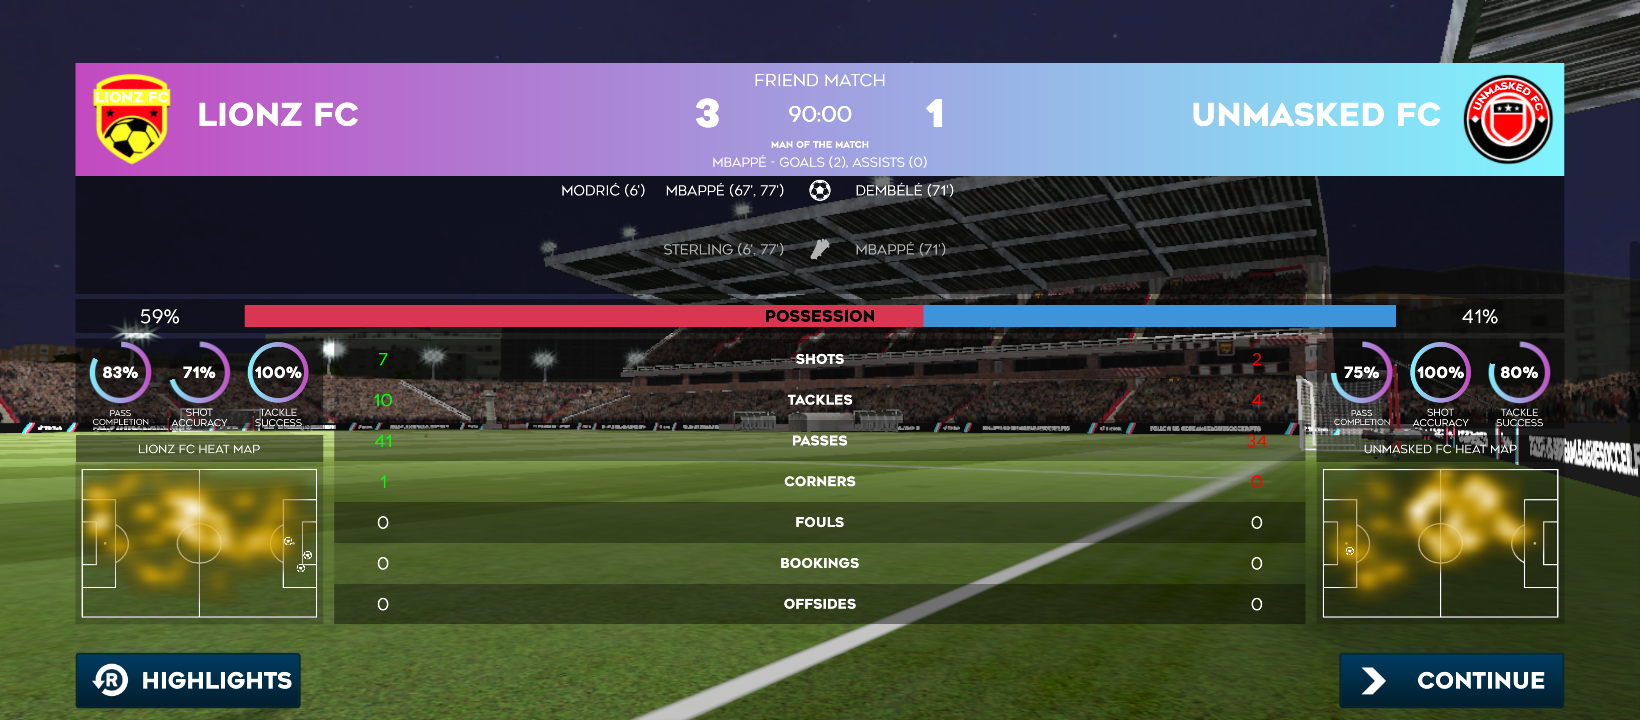 FRIEND MATCH
LIONZ FC
LIONZ FC 3 90:00 1 UNMASKED FC
UNMASKED FC
MAN OF THE MATCH
MBAPPÉ - GOALS (2), ASSISTS (0)
MODRIĆ (6') MBAPPÉ (67', 77') DEMBÉLÉ (71')
STERLING (6', 77') MBAPPÉ (71')
59% POSSESSION 41%
83% 71% 100%
PASS COMPLETION SHOT ACCURACY TACKLE SUCCESS
7 SHOTS 2
10 TACKLES 4
41 PASSES 34
1 CORNERS 0
0 FOULS 0
0 BOOKINGS 0
0 OFFSIDES 0
75% 100% 80%
PASS COMPLETION SHOT ACCURACY TACKLE SUCCESS
LIONZ FC HEAT MAP
UNMASKED FC HEAT MAP
R HIGHLIGHTS
CONTINUE